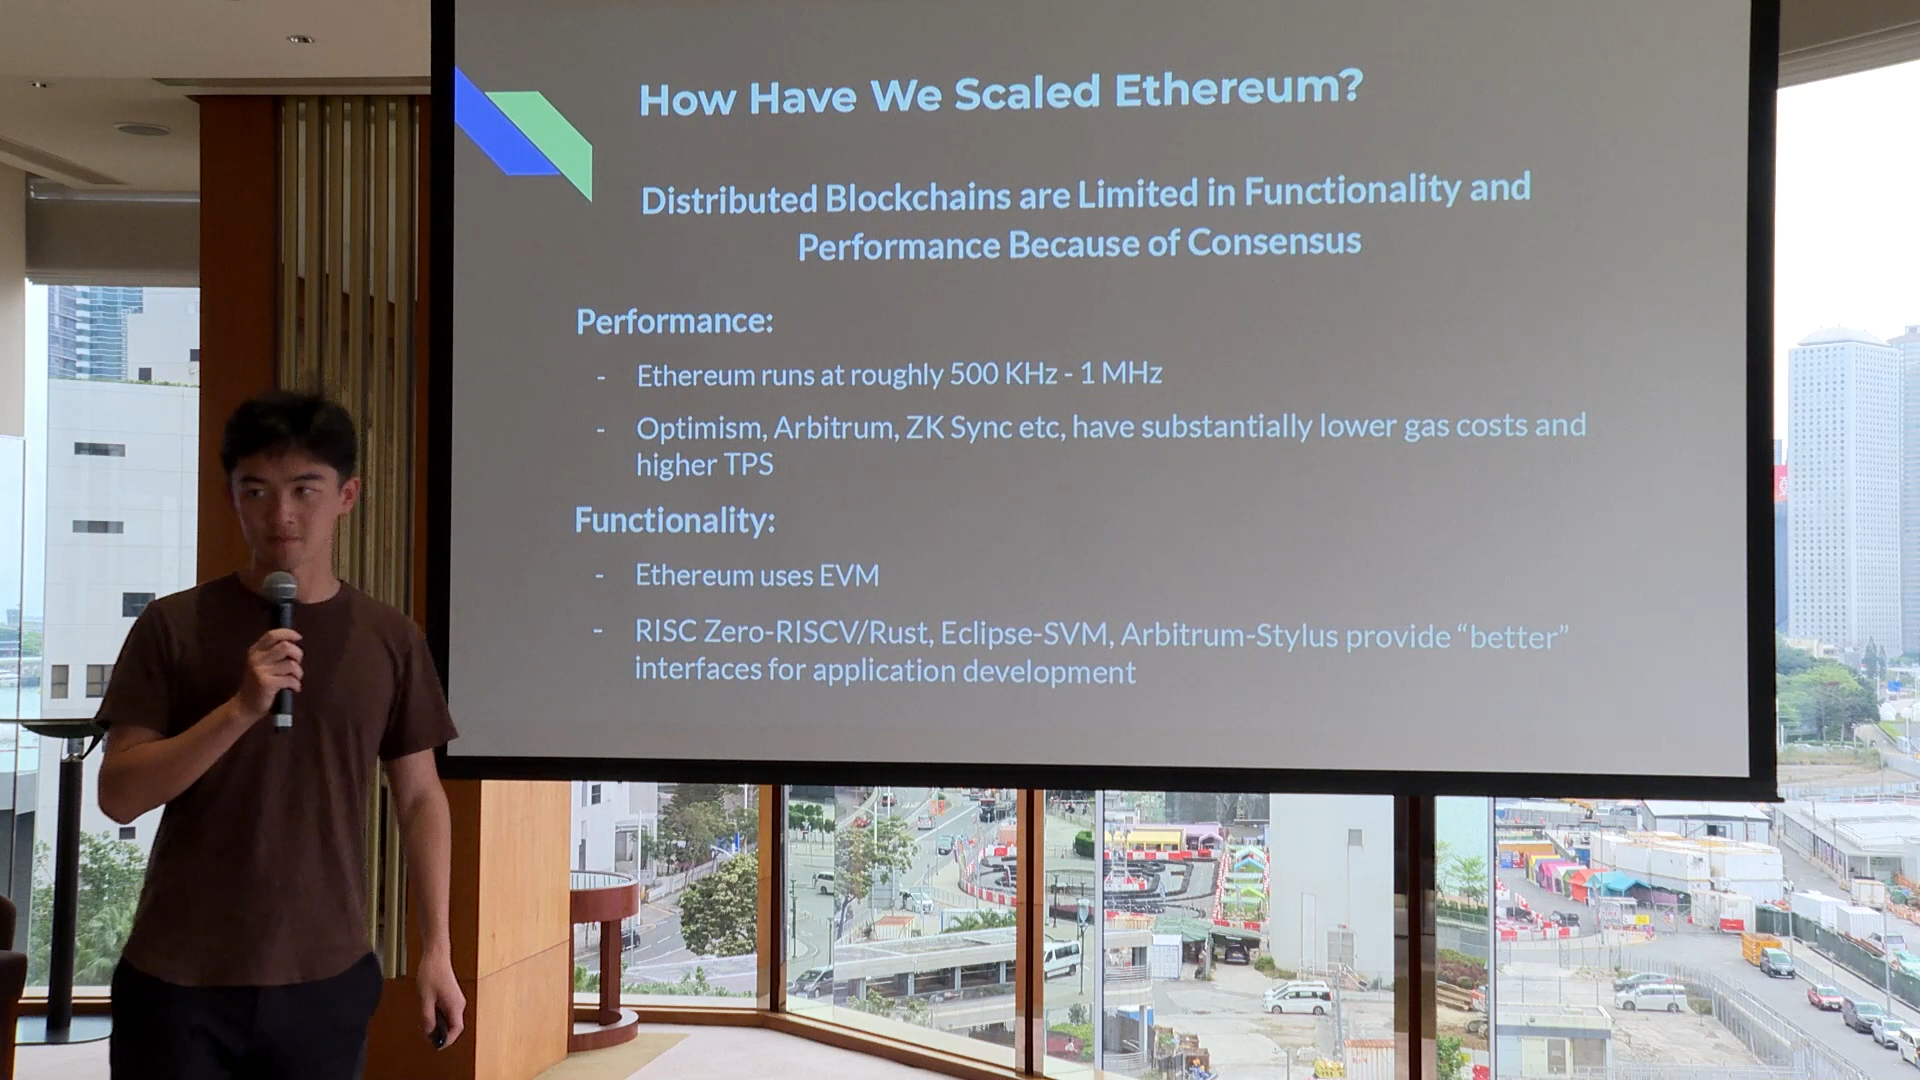 How Have We Scaled Ethereum?
Distributed Blockchains are Limited in Functionality and
Performance Because of Consensus
Performance:
- Ethereum runs at roughly 500 KHz - 1 MHz
- Optimism, Arbitrum, ZK Sync etc, have substantially lower gas costs and
higher TPS
Functionality:
- Ethereum uses EVM
- RISC Zero-RISCV/Rust, Eclipse-SVM, Arbitrum-Stylus provide “better”
interfaces for application development